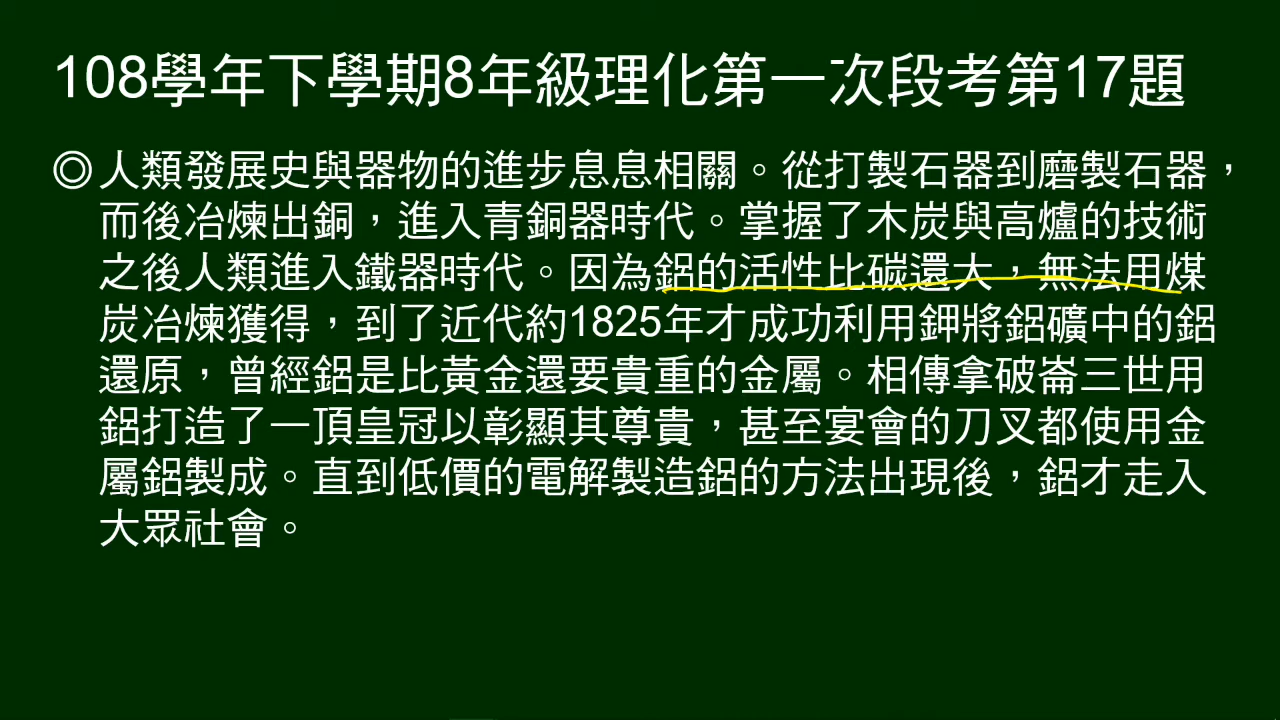 108學年下學期8年級理化第一次段考第17題
◎人類發展史與器物的進步息息相關。從打製石器到磨製石器，
而後冶煉出銅，進入青銅器時代。掌握了木炭與高爐的技術
之後人類進入鐵器時代。因為鋁的活性比碳還大，無法用煤
炭冶煉獲得，到了近代約1825年才成功利用鉀將鋁礦中的鋁
還原，曾經鋁是比黃金還要貴重的金屬。相傳拿破崙三世用
鋁打造了一頂皇冠以彰顯其尊貴，甚至宴會的刀叉都使用金
屬鋁製成。直到低價的電解製造鋁的方法出現後，鋁才走入
大眾社會。